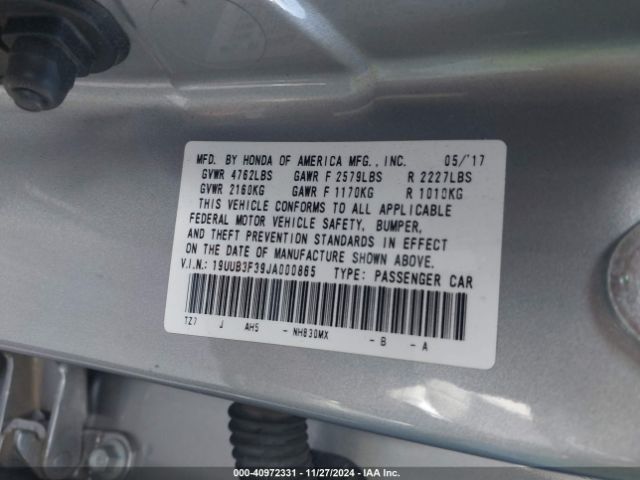 MFD. BY HONDA OF AMERICA MFG., INC. 05/'17
GVWR 4762LBS GAWR F 2579LBS R 2227LBS
GVWR 2160KG GAWR F 1170KG R 1010KG
THIS VEHICLE CONFORMS TO ALL APPLICABLE
FEDERAL MOTOR VEHICLE SAFETY, BUMPER,
AND THEFT PREVENTION STANDARDS IN EFFECT
ON THE DATE OF MANUFACTURE SHOWN ABOVE.
V.I.N.: 19UUB3F39JA000865 TYPE: PASSENGER CAR
TZ7 J AH5 - NH830MX - B - A
000-40972331 - 11/27/2024 - IAA Inc.